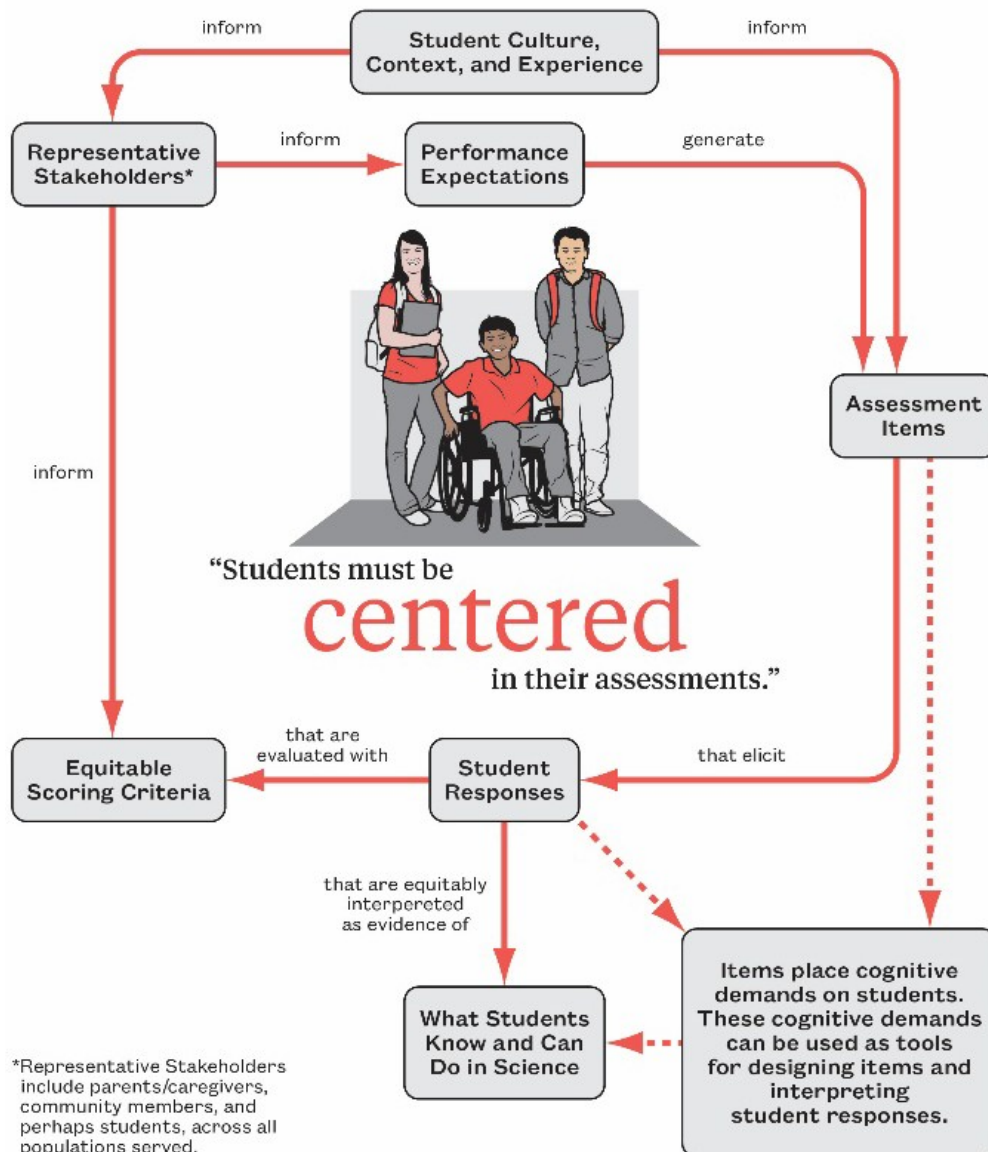 inform
Student Culture,
Context, and Experience
inform
Representative
Stakeholders*
inform
Performance
Expectations
generate
Assessment
Items
inform
“Students must be
centered
in their assessments.”
Equitable
Scoring Criteria
that are
evaluated with
Student
Responses
that elicit
that are equitably
interpereted
as evidence of
What Students
Know and Can
Do in Science
Items place cognitive
demands on students.
These cognitive demands
can be used as tools
for designing items and
interpreting
student responses.
*Representative Stakeholders
include parents/caregivers,
community members, and
perhaps students, across all
populations served.